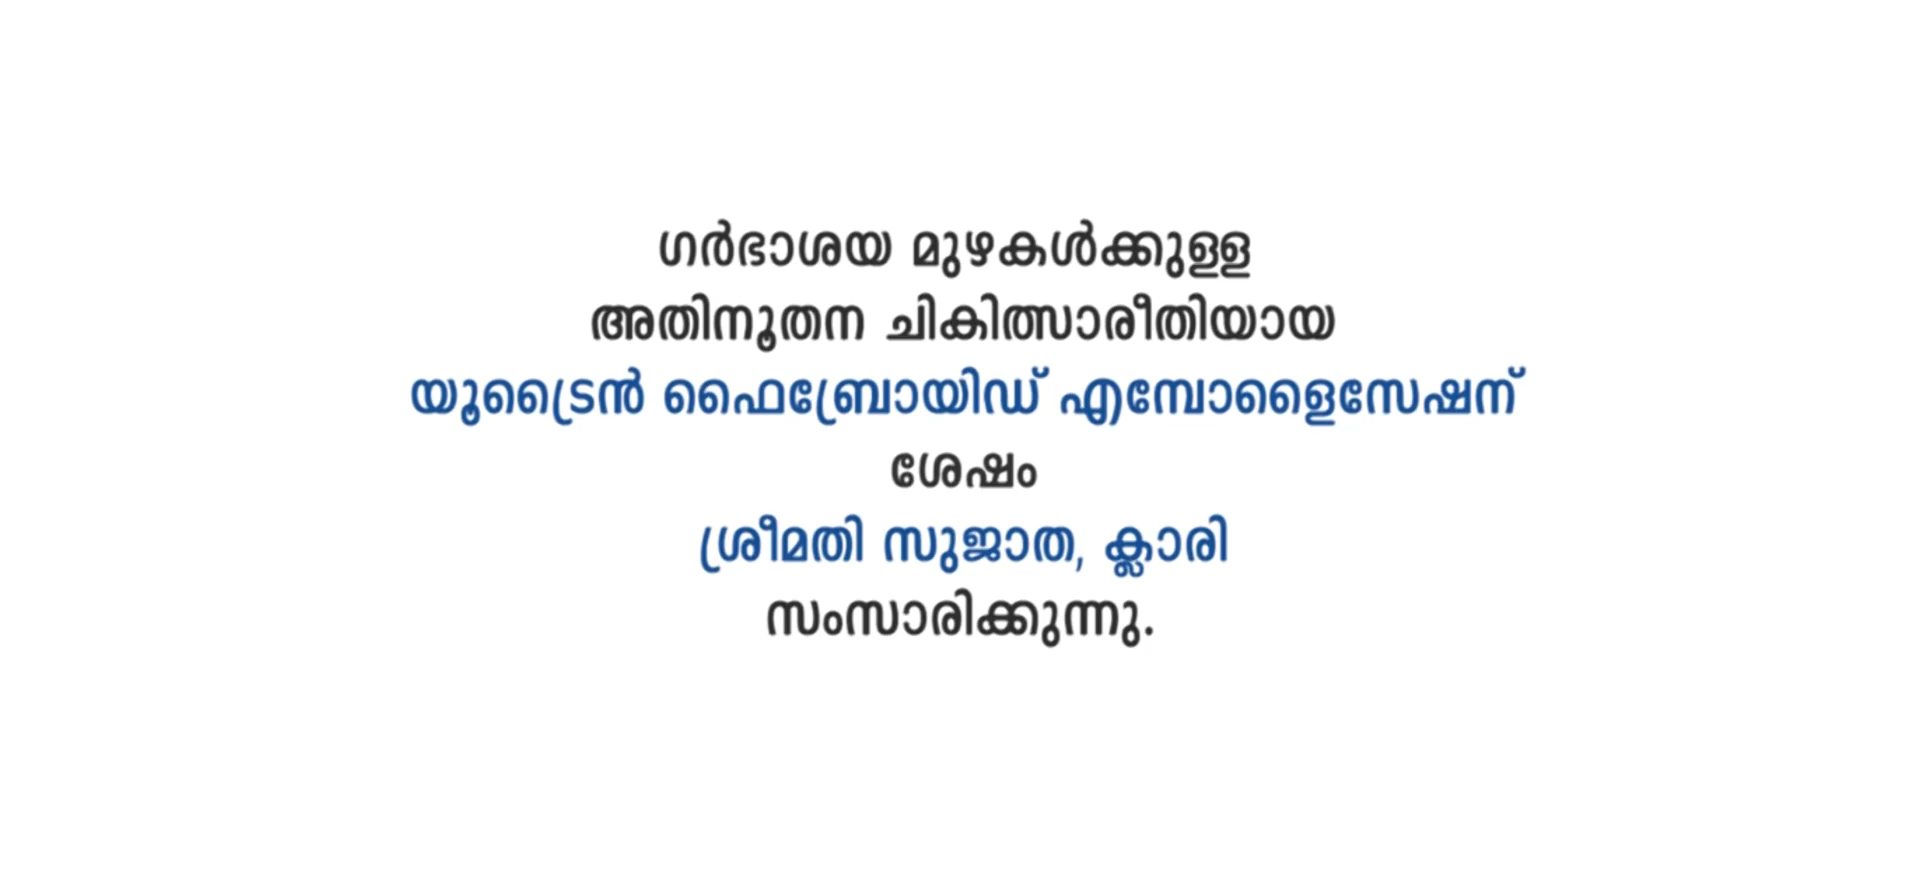 ഗർഭാശയ മുഴകൾക്കുള്ള
അതിനൂതന ചികിത്സാരീതിയായ
യൂട്രൈൻ ഫൈബ്രോയിഡ് എമ്പോളൈസേഷന്
ശേഷം
ശ്രീമതി സുജാത, ക്ലാരി
സംസാരിക്കുന്നു.